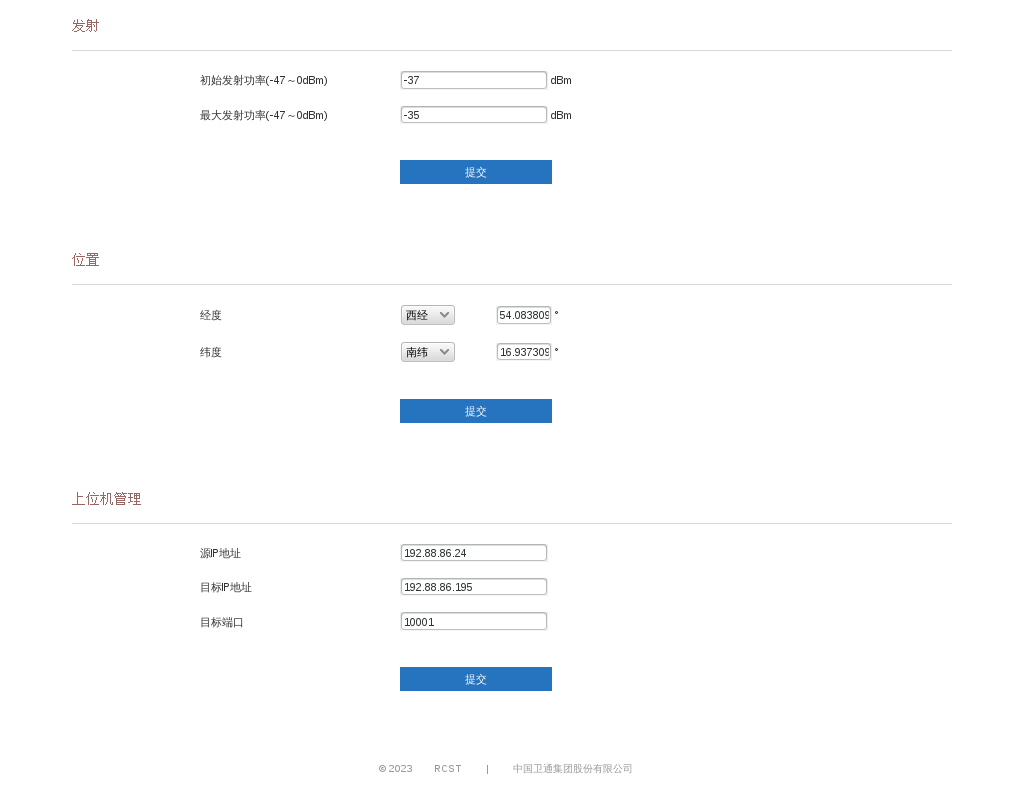 发射
初始发射功率(-47～0dBm) -37 dBm
最大发射功率(-47～0dBm) -35 dBm
提交
位置
经度 西经 54.083809 °
纬度 南纬 16.937309 °
提交
上位机管理
源IP地址 192.88.86.24
目标IP地址 192.88.86.195
目标端口 10001
提交
© 2023 RCST | 中国卫通集团股份有限公司